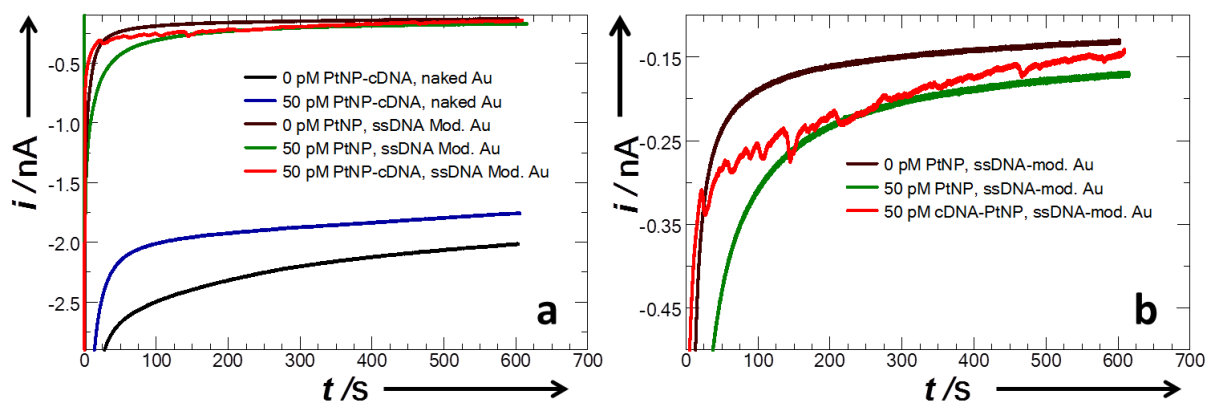 i /nA
-0.5
-1.0
-1.5
-2.0
-2.5
0 pM PtNP-cDNA, naked Au
50 pM PtNP-cDNA, naked Au
0 pM PtNP, ssDNA Mod. Au
50 pM PtNP, ssDNA Mod. Au
50 pM PtNP-cDNA, ssDNA Mod. Au
a
0 100 200 300 400 500 600 700
t /s
i /nA
-0.15
-0.25
-0.35
-0.45
0 pM PtNP, ssDNA-mod. Au
50 pM PtNP, ssDNA-mod. Au
50 pM cDNA-PtNP, ssDNA-mod. Au
b
0 100 200 300 400 500 600 700
t /s